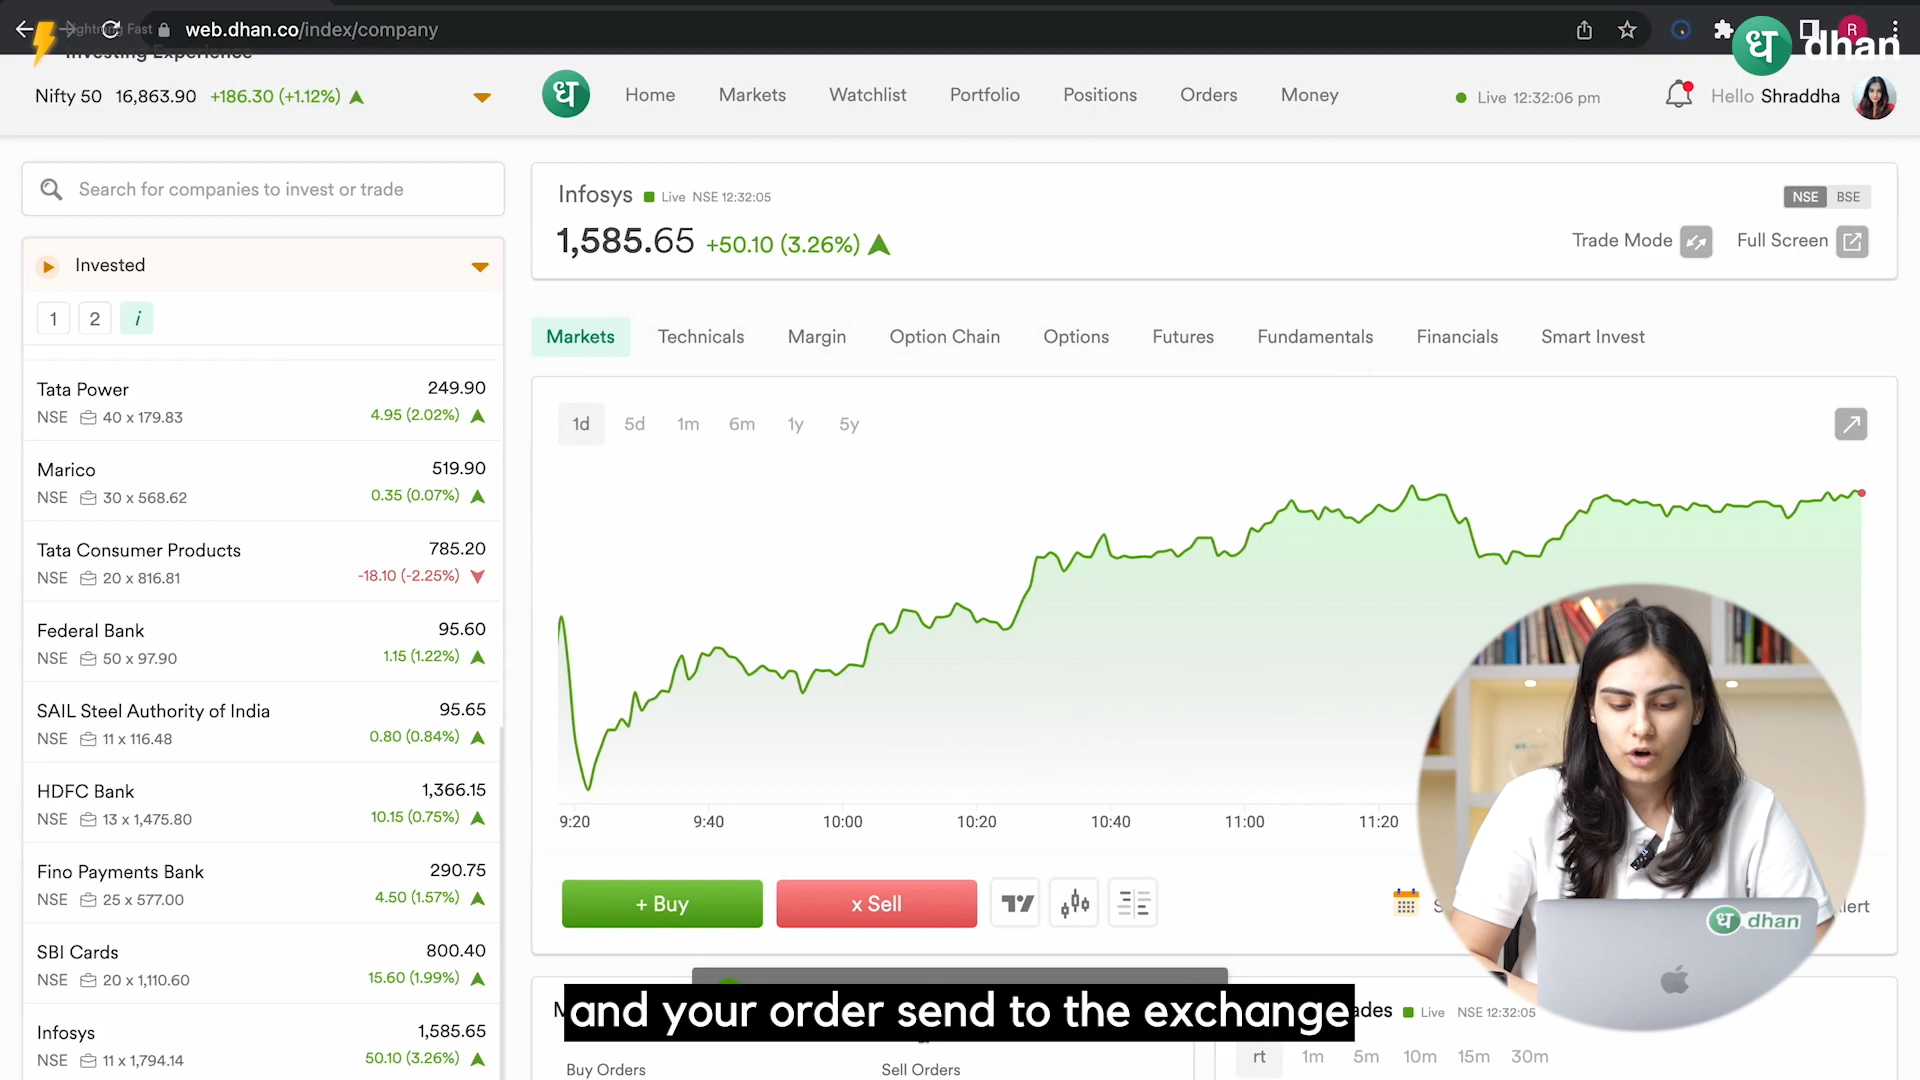 Lightning Fast
Investing Experience
web.dhan.co/index/company
R
ध dhan
Nifty 50 16,863.90 +186.30 (+1.12%)
ध
Home Markets Watchlist Portfolio Positions Orders Money
Live 12:32:06 pm
Hello Shraddha
Search for companies to invest or trade
Invested
1 2 i
Tata Power 249.90
NSE 40 x 179.83 4.95 (2.02%)
Marico 519.90
NSE 30 x 568.62 0.35 (0.07%)
Tata Consumer Products 785.20
NSE 20 x 816.81 -18.10 (-2.25%)
Federal Bank 95.60
NSE 50 x 97.90 1.15 (1.22%)
SAIL Steel Authority of India 95.65
NSE 11 x 116.48 0.80 (0.84%)
HDFC Bank 1,366.15
NSE 13 x 1,475.80 10.15 (0.75%)
Fino Payments Bank 290.75
NSE 25 x 577.00 4.50 (1.57%)
SBI Cards 800.40
NSE 20 x 1,110.60 15.60 (1.99%)
Infosys 1,585.65
NSE 11 x 1,794.14 50.10 (3.26%)
Infosys Live NSE 12:32:05
NSE BSE
1,585.65 +50.10 (3.26%)
Trade Mode Full Screen
Markets Technicals Margin Option Chain Options Futures Fundamentals Financials Smart Invest
1d 5d 1m 6m 1y 5y
9:20 9:40 10:00 10:20 10:40 11:00 11:20
+ Buy x Sell
ध dhan
and your order send to the exchange
Live NSE 12:32:05
Buy Orders Sell Orders
rt 1m 5m 10m 15m 30m